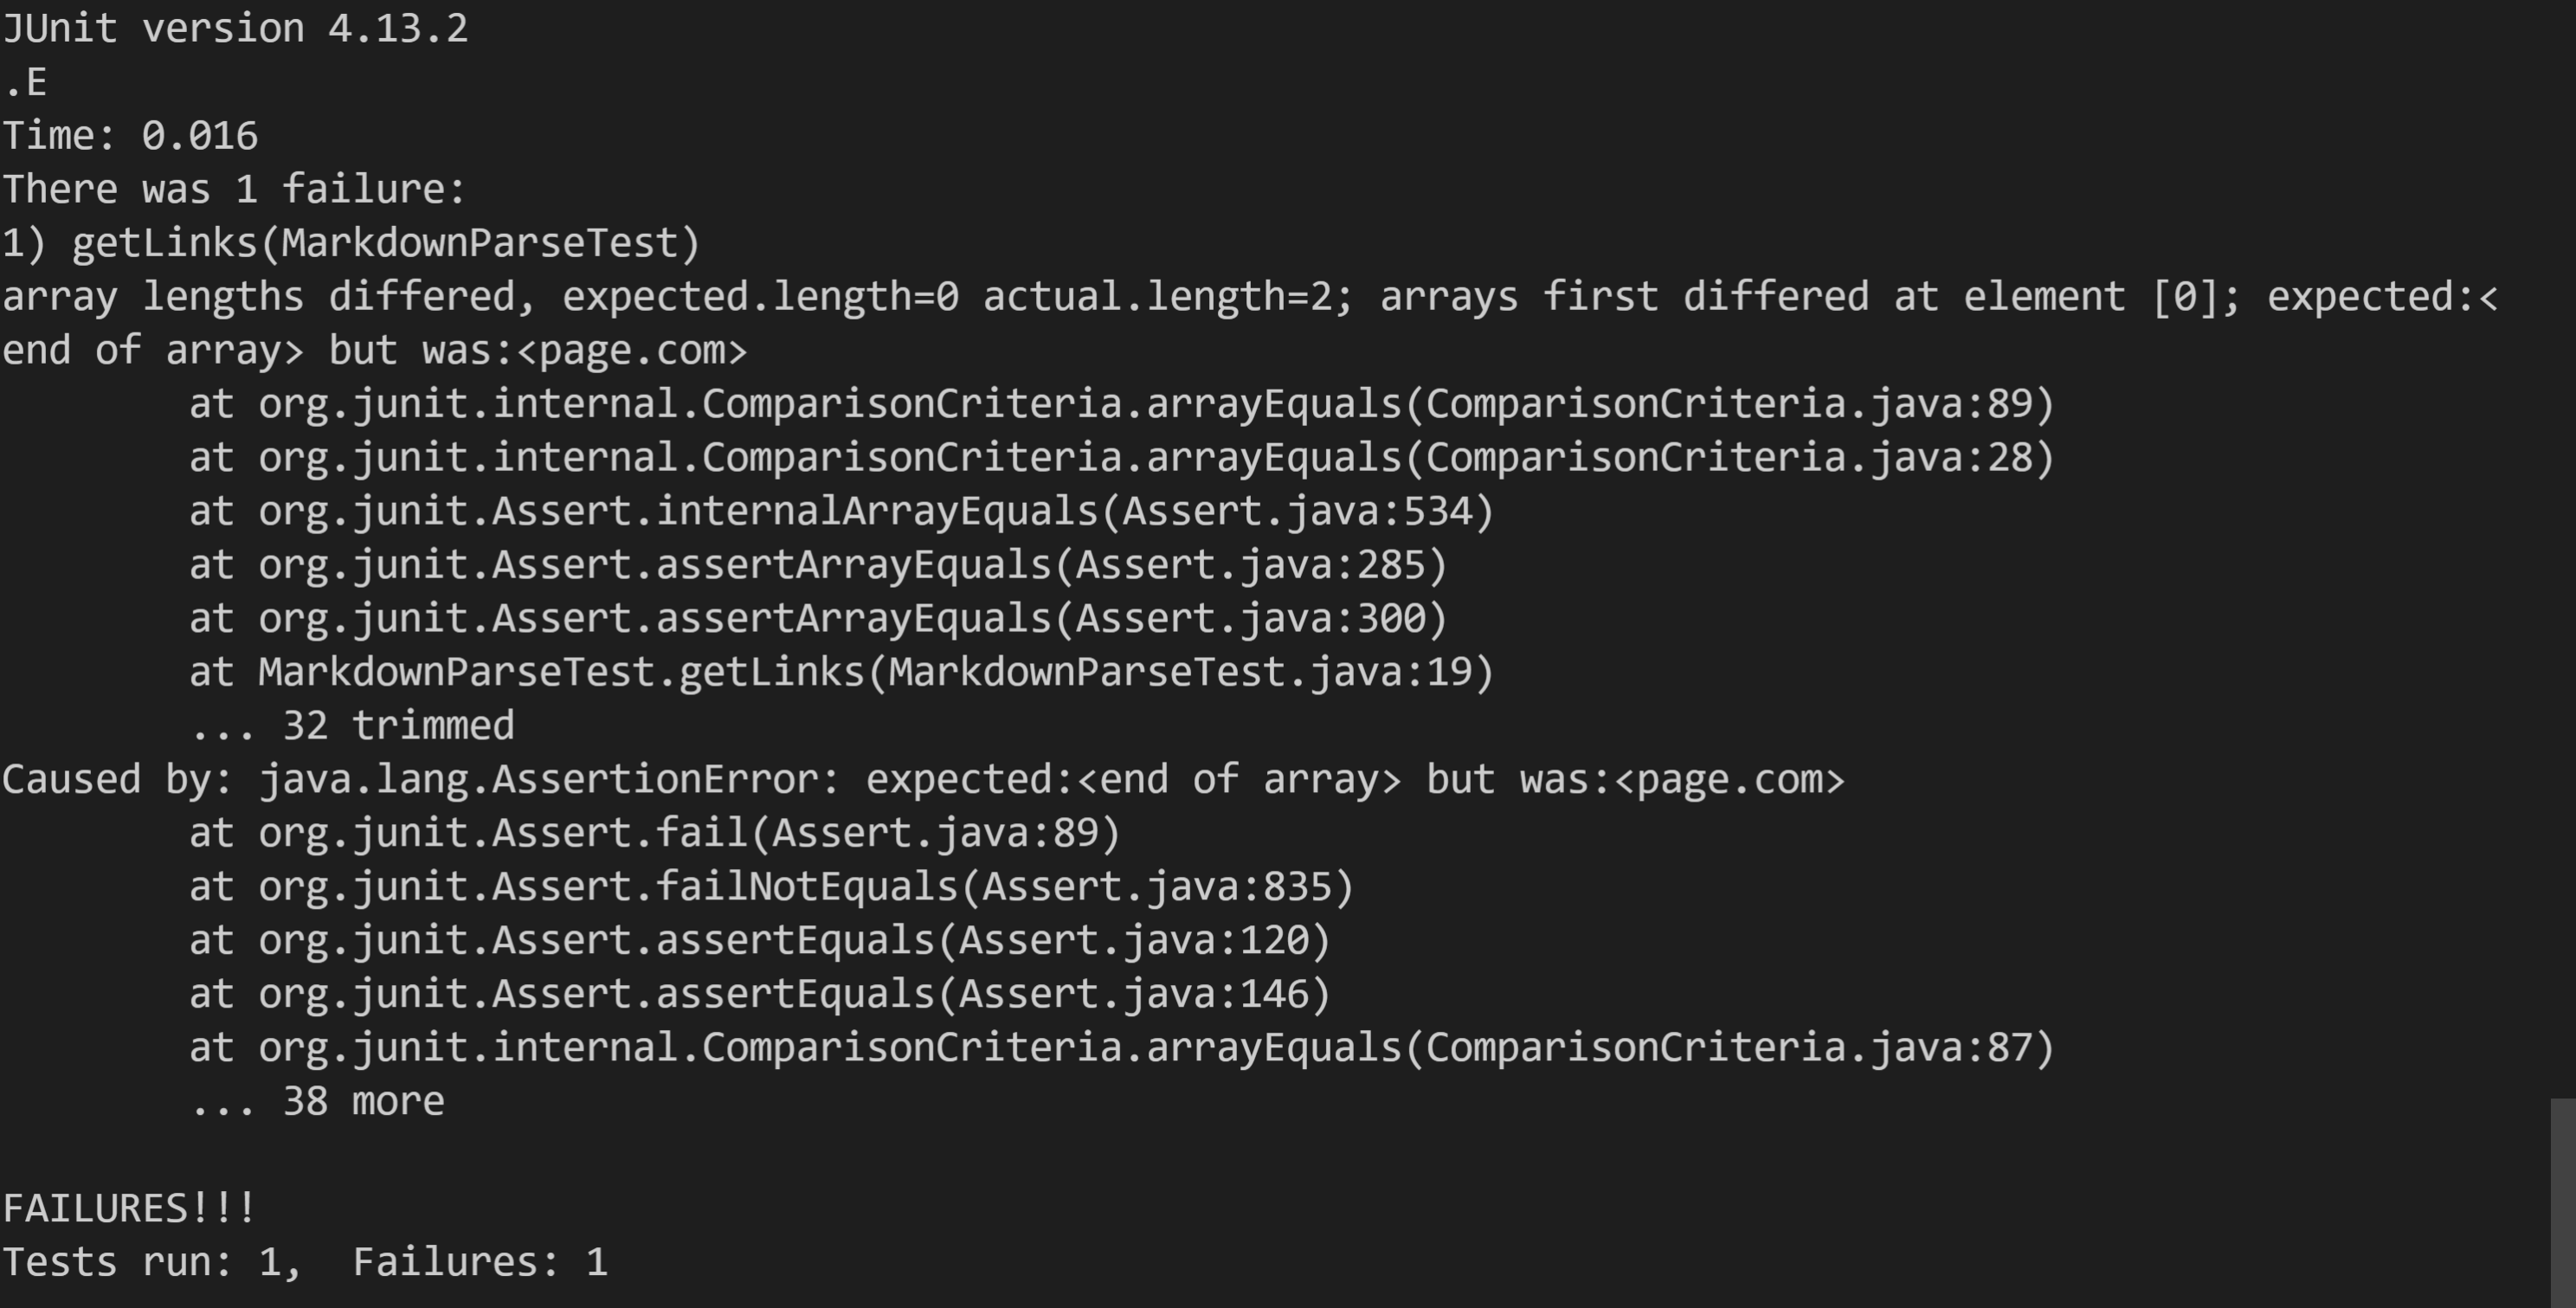 JUnit version 4.13.2
.E
Time: 0.016
There was 1 failure:
1) getLinks(MarkdownParseTest)
array lengths differed, expected.length=0 actual.length=2; arrays first differed at element [0]; expected:<
end of array> but was:<page.com>
        at org.junit.internal.ComparisonCriteria.arrayEquals(ComparisonCriteria.java:89)
        at org.junit.internal.ComparisonCriteria.arrayEquals(ComparisonCriteria.java:28)
        at org.junit.Assert.internalArrayEquals(Assert.java:534)
        at org.junit.Assert.assertArrayEquals(Assert.java:285)
        at org.junit.Assert.assertArrayEquals(Assert.java:300)
        at MarkdownParseTest.getLinks(MarkdownParseTest.java:19)
        ... 32 trimmed
Caused by: java.lang.AssertionError: expected:<end of array> but was:<page.com>
        at org.junit.Assert.fail(Assert.java:89)
        at org.junit.Assert.failNotEquals(Assert.java:835)
        at org.junit.Assert.assertEquals(Assert.java:120)
        at org.junit.Assert.assertEquals(Assert.java:146)
        at org.junit.internal.ComparisonCriteria.arrayEquals(ComparisonCriteria.java:87)
        ... 38 more

FAILURES!!!
Tests run: 1,  Failures: 1